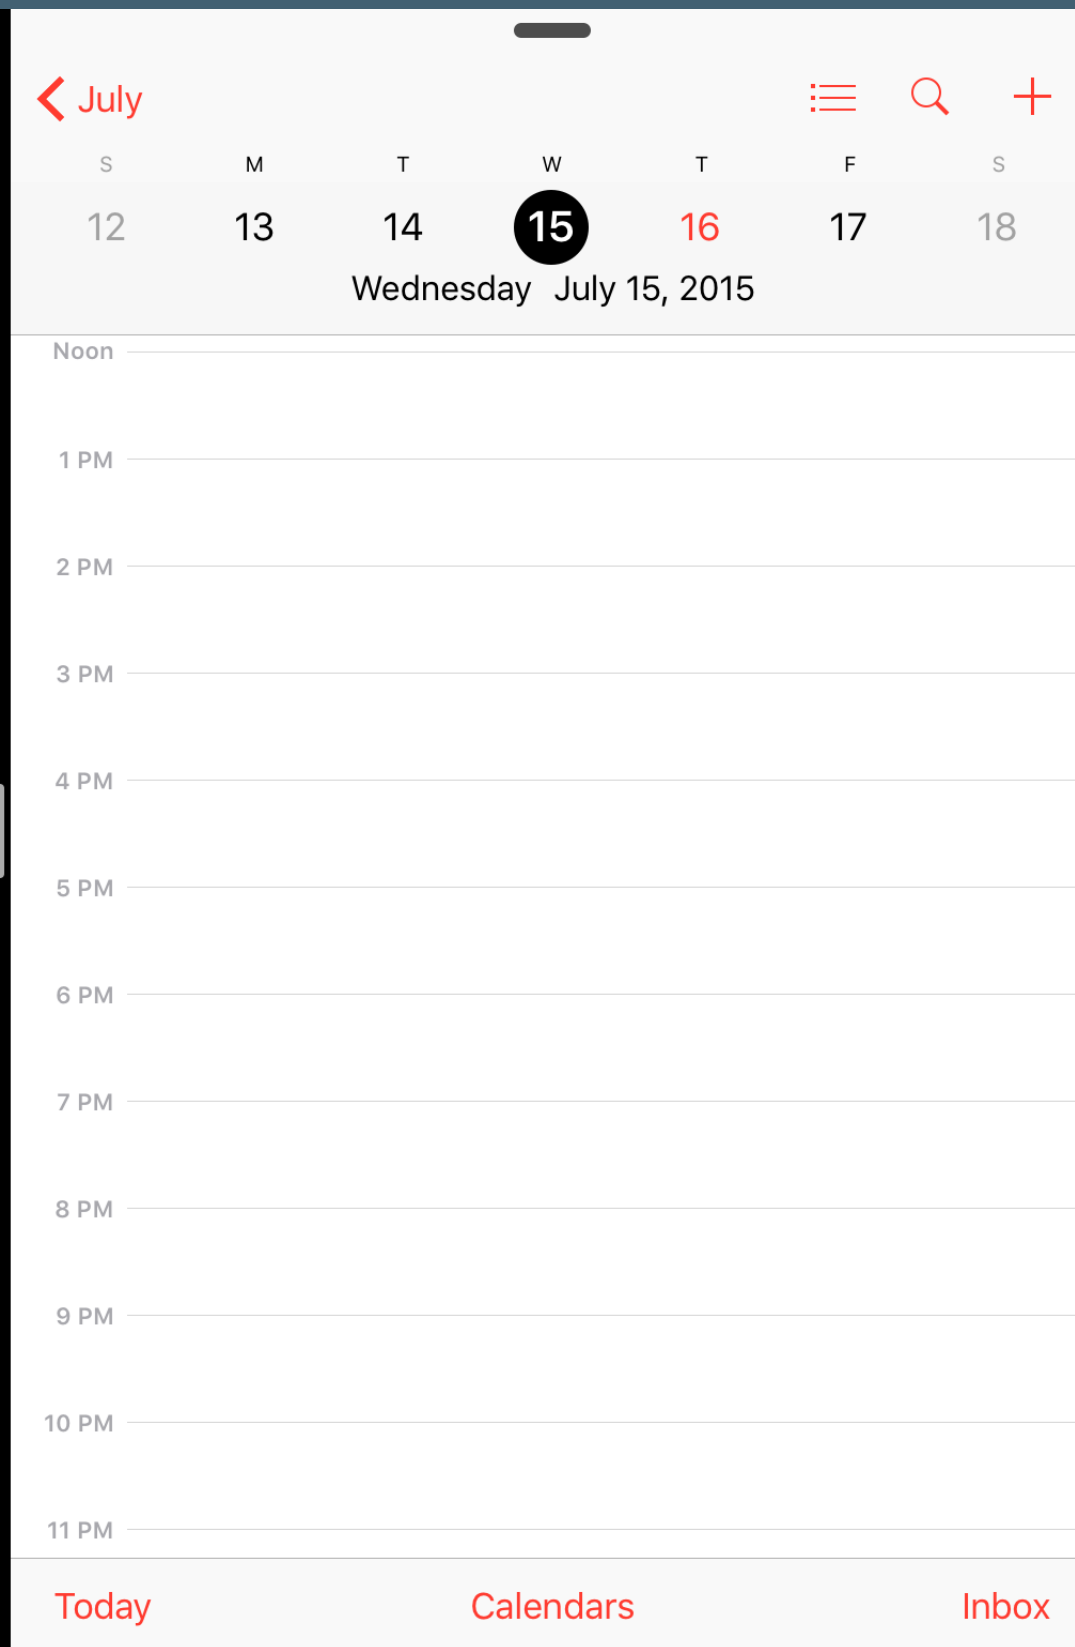 July
S M T W T F S
12 13 14 15 16 17 18
Wednesday July 15, 2015
Noon
1 PM
2 PM
3 PM
4 PM
5 PM
6 PM
7 PM
8 PM
9 PM
10 PM
11 PM
Today Calendars Inbox